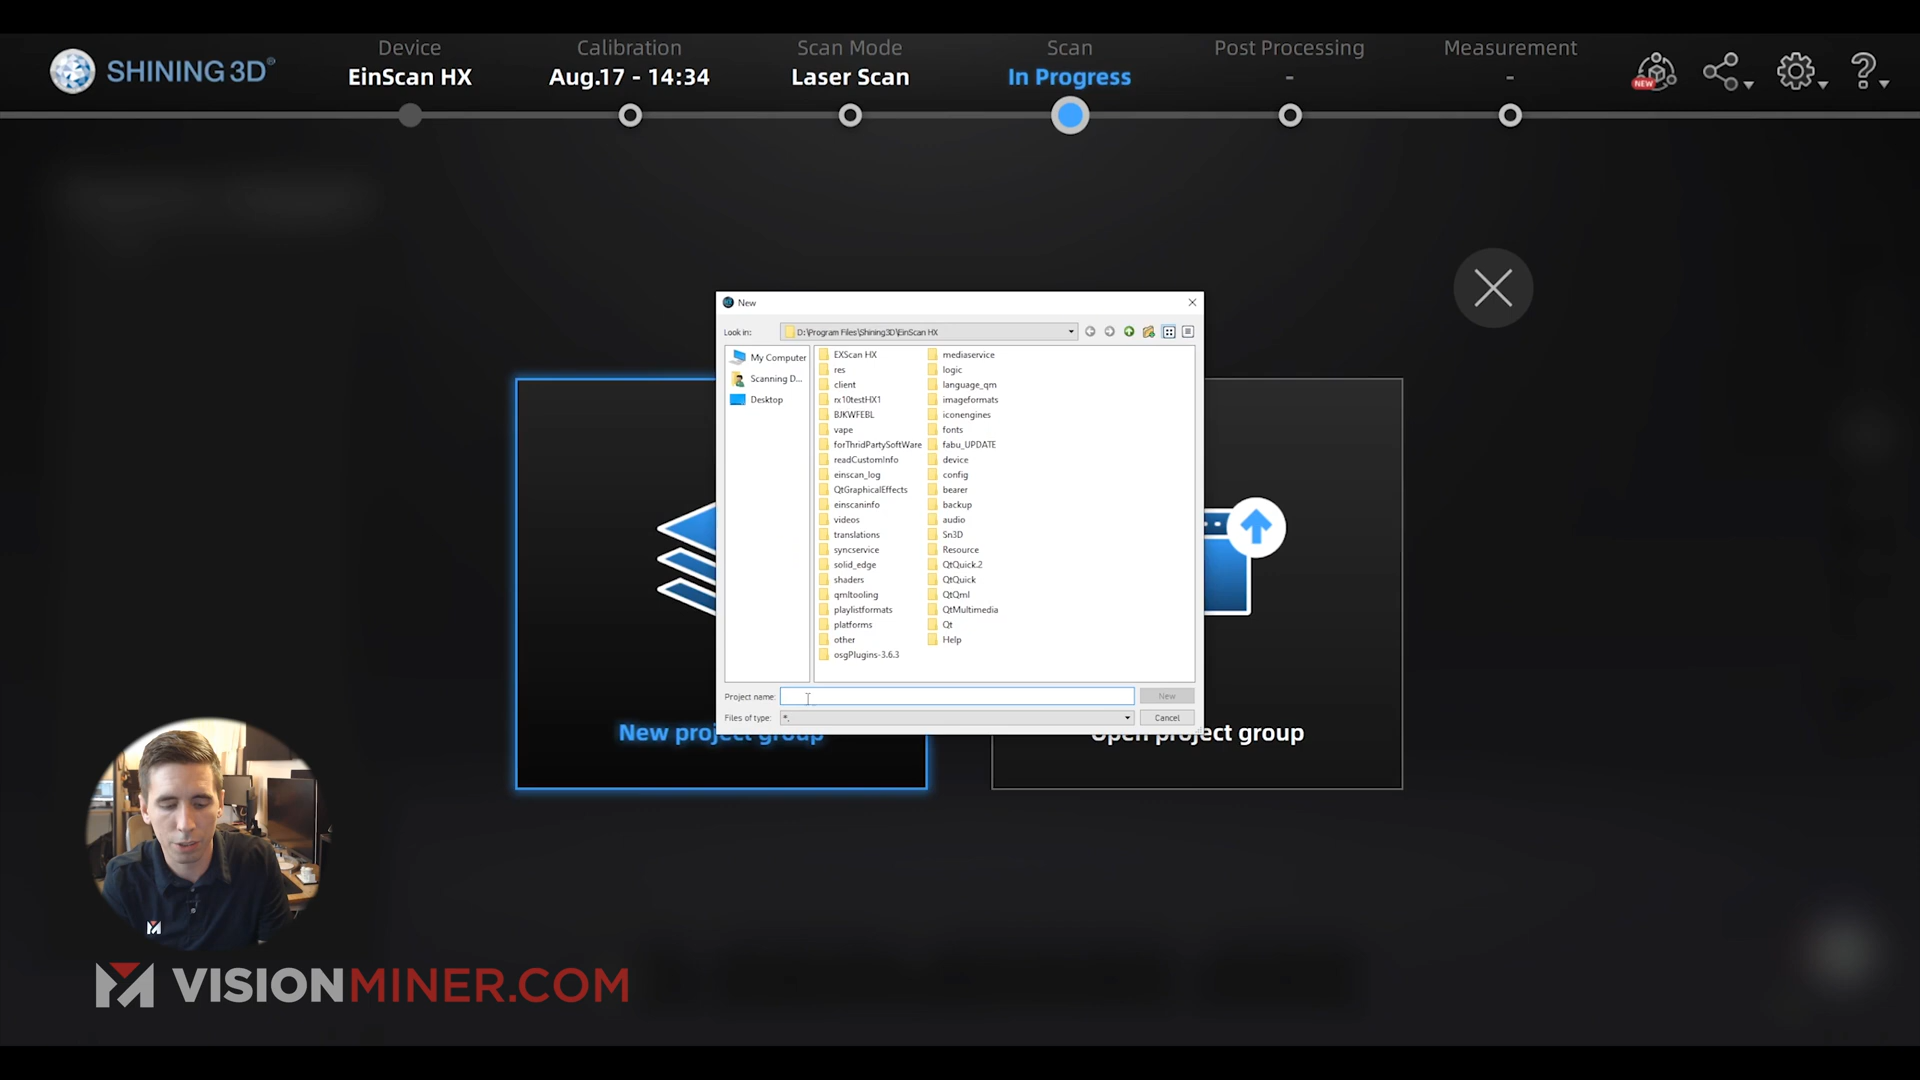 SHINING 3D®
Device
EinScan HX
Calibration
Aug.17 - 14:34
Scan Mode
Laser Scan
Scan
In Progress
Post Processing
-
Measurement
-
NEW
New
Look in:
D:\Program Files\Shining3D\EinScan HX
My Computer
Scanning D...
Desktop
EXScan HX
res
client
rx10testHX1
BJKWFEBL
vape
forThridPartySoftWare
readCustomInfo
einscan_log
QtGraphicalEffects
einscaninfo
videos
translations
syncservice
solid_edge
shaders
qmltooling
playlistformats
platforms
other
osgPlugins-3.6.3
mediaservice
logic
language_qm
imageformats
iconengines
fonts
fabu_UPDATE
device
config
bearer
backup
audio
Sn3D
Resource
QtQuick.2
QtQuick
QtQml
QtMultimedia
Qt
Help
Project name:
New
Files of type:
*.
Cancel
New project group
Open project group
VISIONMINER.COM